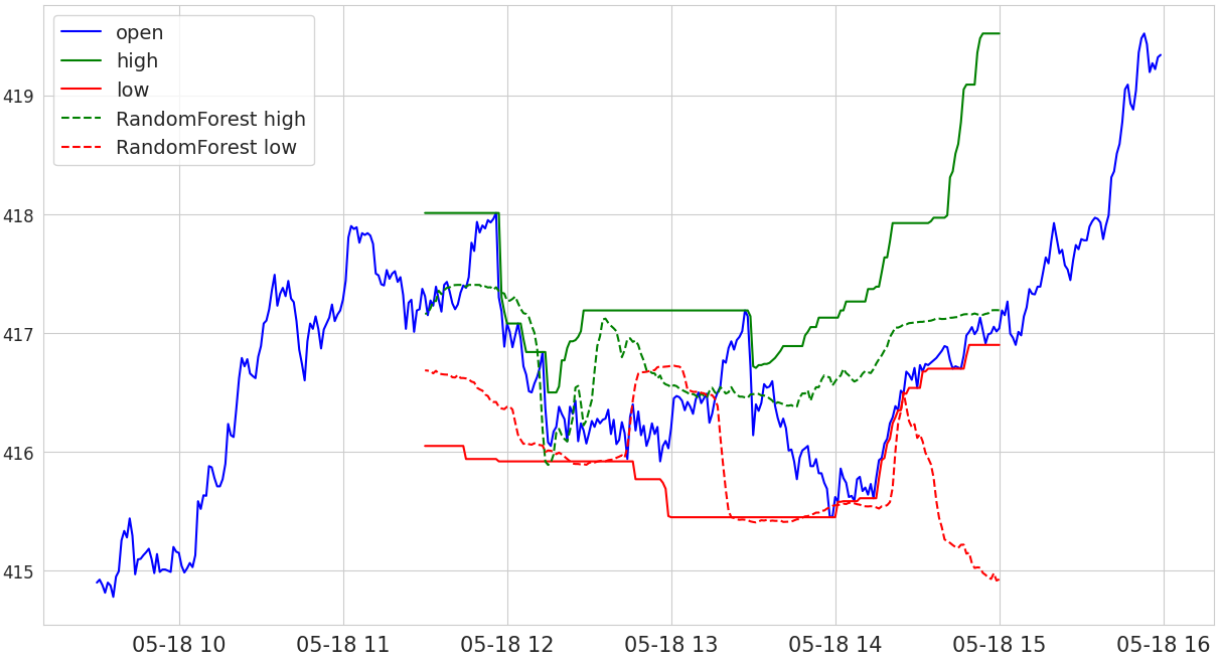 open
high
low
RandomForest high
RandomForest low
419
418
417
416
415
05-18 10
05-18 11
05-18 12
05-18 13
05-18 14
05-18 15
05-18 16